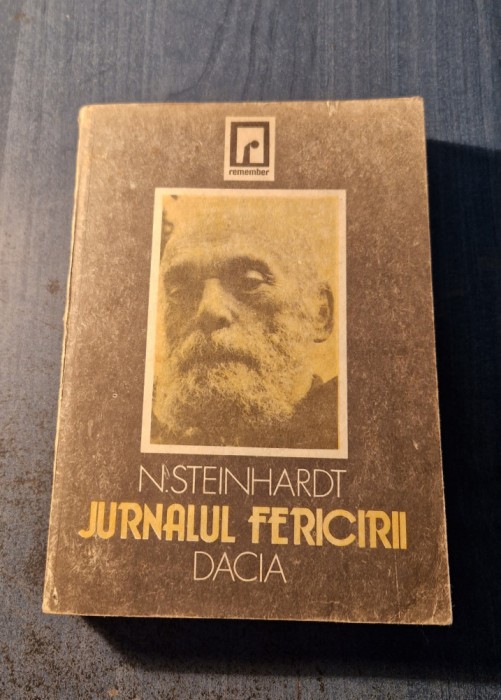 r
remember
N. STEINHARDT
JURNALUL FERICIRII
DACIA